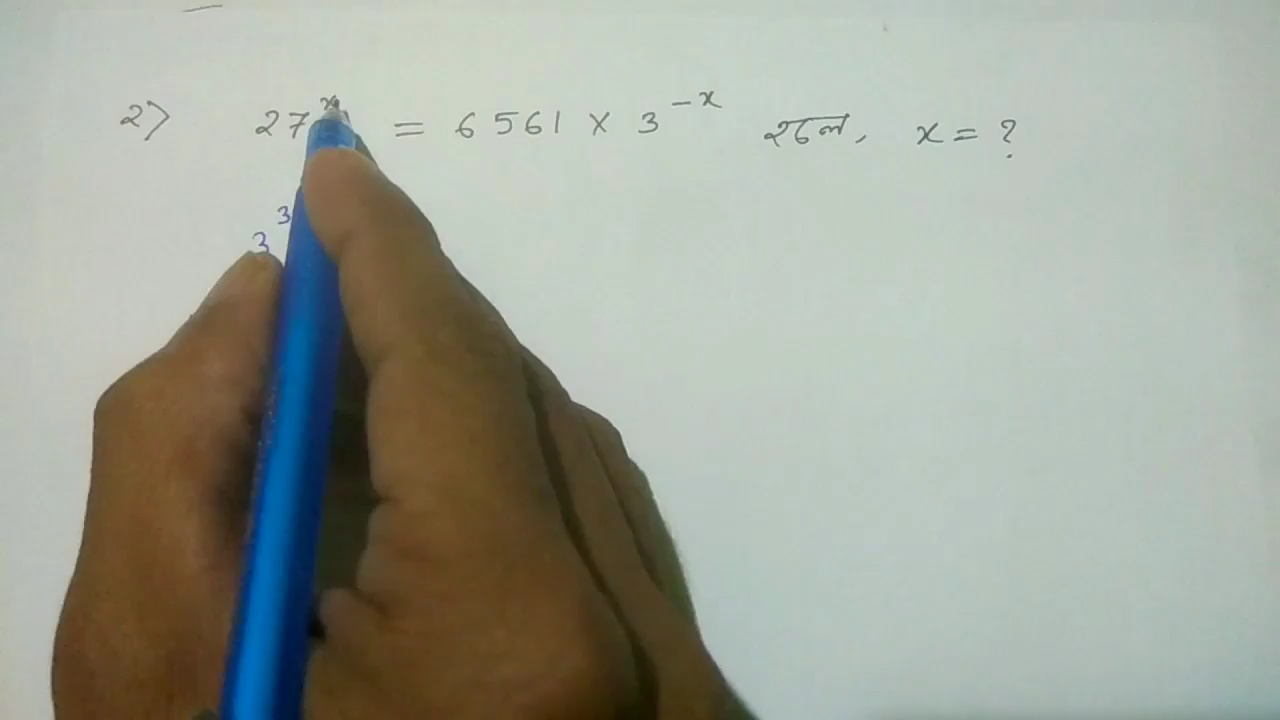 2> 27^x = 6561 × 3^-x হলে, x = ?
3^3